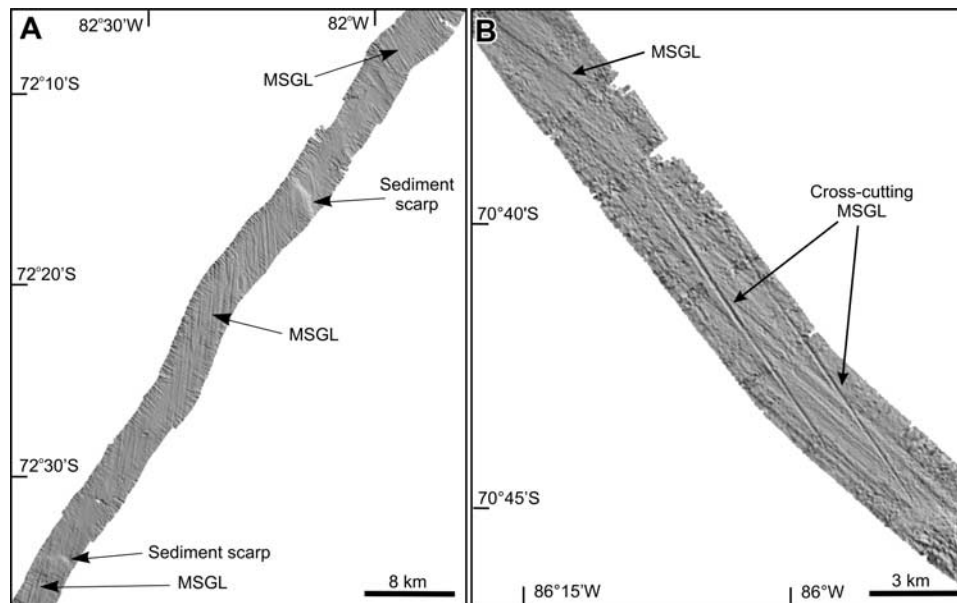 A
82°30'W
82°W
MSGL
72°10'S
Sediment
scarp
72°20'S
MSGL
72°30'S
Sediment scarp
MSGL
8 km
B
MSGL
Cross-cutting
MSGL
70°40'S
70°45'S
86°15'W
86°W
3 km